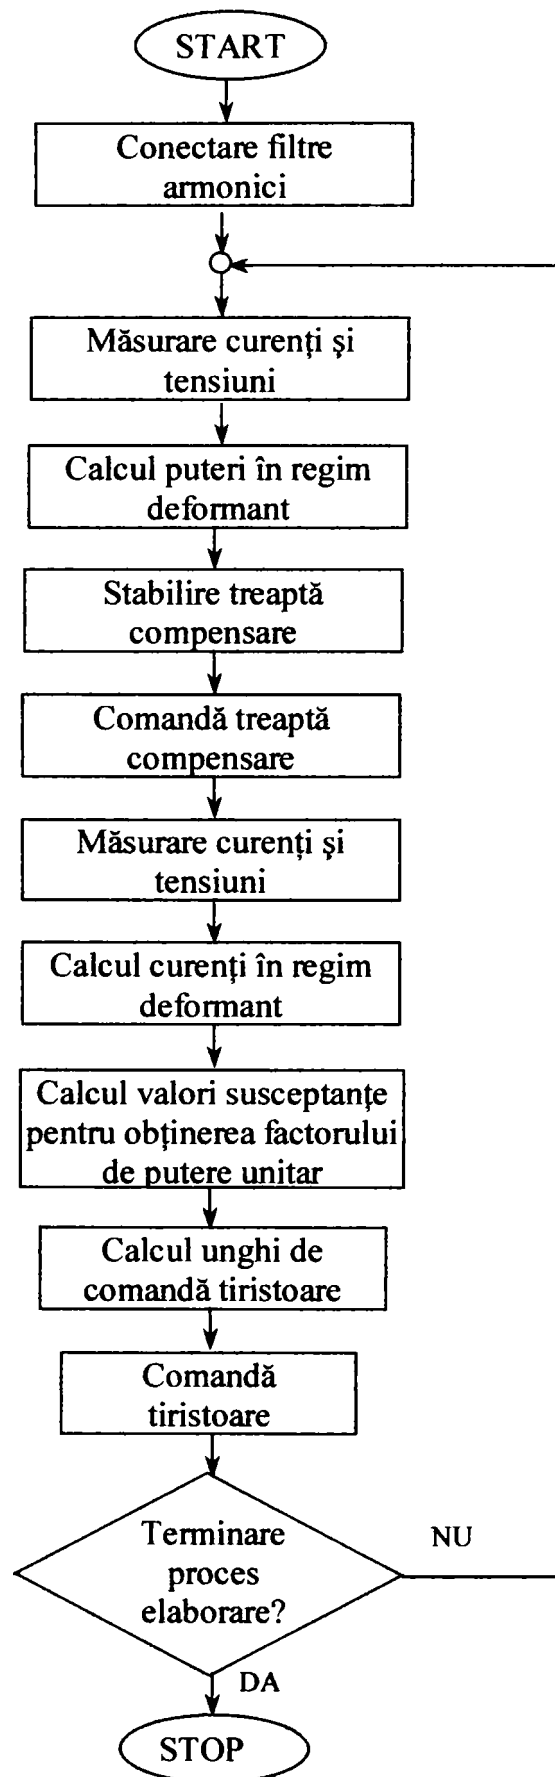 START
Conectare filtre
armonici
Măsurare curenţi şi
tensiuni
Calcul puteri în regim
deformant
Stabilire treaptă
compensare
Comandă treaptă
compensare
Măsurare curenţi şi
tensiuni
Calcul curenţi în regim
deformant
Calcul valori susceptanţe
pentru obţinerea factorului
de putere unitar
Calcul unghi de
comandă tiristoare
Comandă
tiristoare
Terminare
proces
elaborare?
NU
DA
STOP